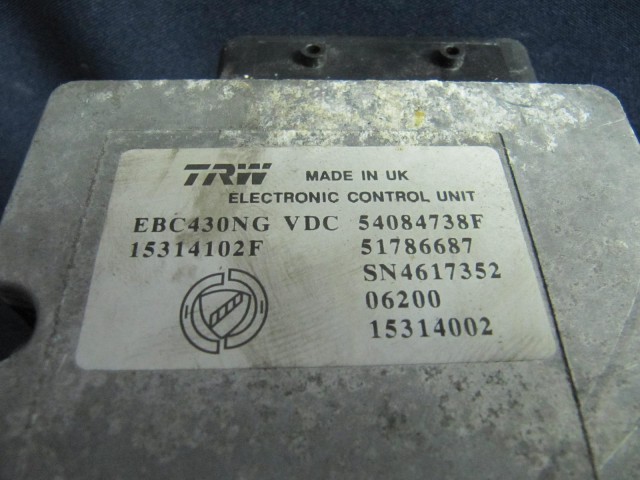 TRW MADE IN UK
ELECTRONIC CONTROL UNIT
EBC430NG VDC 54084738F
15314102F 51786687
SN4617352
06200
15314002